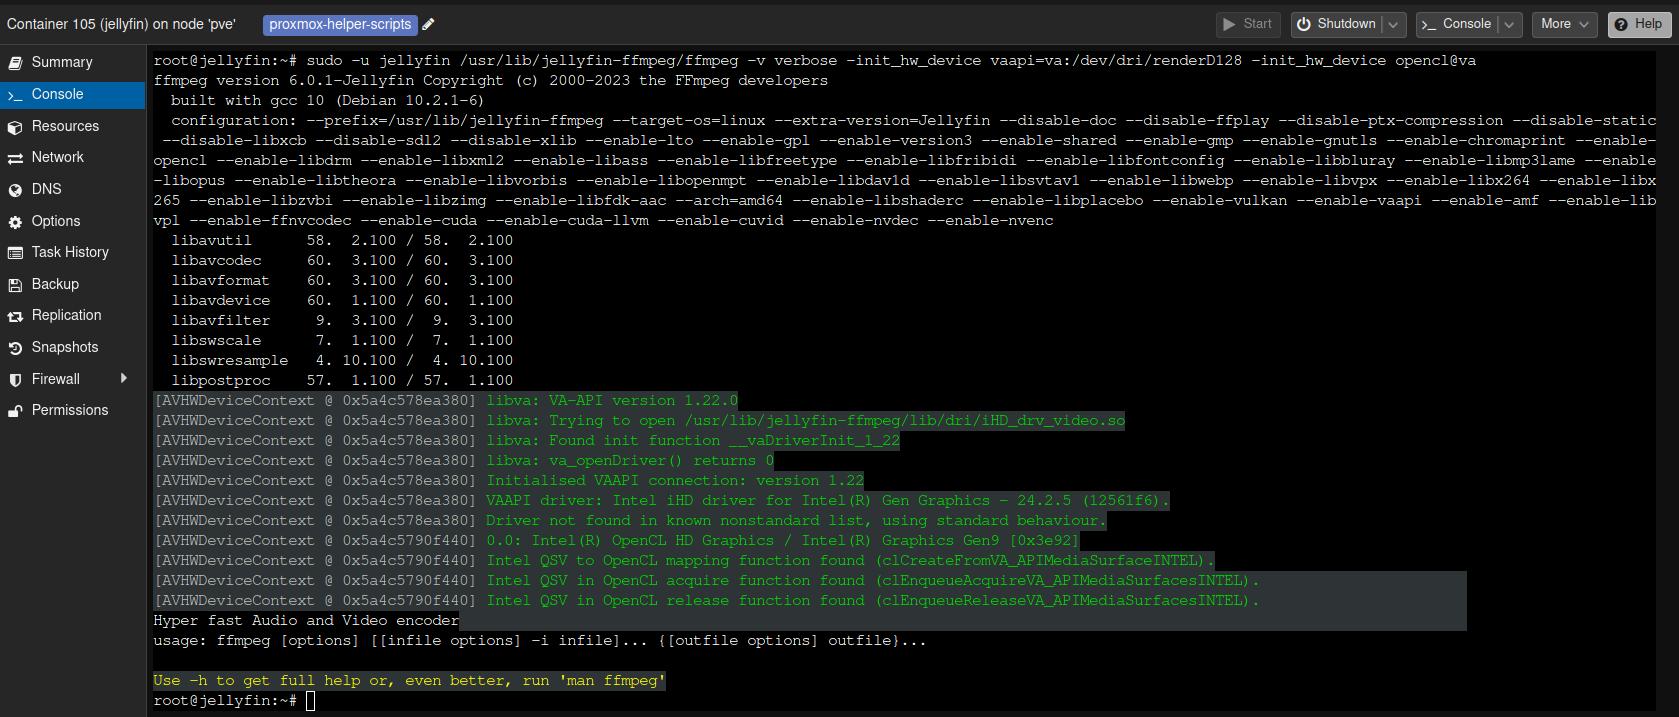 Container 105 (jellyfin) on node 'pve'
proxmox-helper-scripts
Start
Shutdown
Console
More
Help
Summary
Console
Resources
Network
DNS
Options
Task History
Backup
Replication
Snapshots
Firewall
Permissions
root@jellyfin:~# sudo -u jellyfin /usr/lib/jellyfin-ffmpeg/ffmpeg -v verbose -init_hw_device vaapi=va:/dev/dri/renderD128 -init_hw_device opencl@va
ffmpeg version 6.0.1-Jellyfin Copyright (c) 2000-2023 the FFmpeg developers
  built with gcc 10 (Debian 10.2.1-6)
  configuration: --prefix=/usr/lib/jellyfin-ffmpeg --target-os=linux --extra-version=Jellyfin --disable-doc --disable-ffplay --disable-ptx-compression --disable-static
 --disable-libxcb --disable-sdl2 --disable-xlib --enable-lto --enable-gpl --enable-version3 --enable-shared --enable-gmp --enable-gnutls --enable-chromaprint --enable-
opencl --enable-libdrm --enable-libxml2 --enable-libass --enable-libfreetype --enable-libfribidi --enable-libfontconfig --enable-libbluray --enable-libmp3lame --enable
-libopus --enable-libtheora --enable-libvorbis --enable-libopenmpt --enable-libdav1d --enable-libsvtav1 --enable-libwebp --enable-libvpx --enable-libx264 --enable-libx
265 --enable-libzvbi --enable-libzimg --enable-libfdk-aac --arch=amd64 --enable-libshaderc --enable-libplacebo --enable-vulkan --enable-vaapi --enable-amf --enable-lib
vpl --enable-ffnvcodec --enable-cuda --enable-cuda-llvm --enable-cuvid --enable-nvdec --enable-nvenc
  libavutil      58.  2.100 / 58.  2.100
  libavcodec     60.  3.100 / 60.  3.100
  libavformat    60.  3.100 / 60.  3.100
  libavdevice    60.  1.100 / 60.  1.100
  libavfilter     9.  3.100 /  9.  3.100
  libswscale      7.  1.100 /  7.  1.100
  libswresample   4. 10.100 /  4. 10.100
  libpostproc    57.  1.100 / 57.  1.100
[AVHWDeviceContext @ 0x5a4c578ea380] libva: VA-API version 1.22.0
[AVHWDeviceContext @ 0x5a4c578ea380] libva: Trying to open /usr/lib/jellyfin-ffmpeg/lib/dri/iHD_drv_video.so
[AVHWDeviceContext @ 0x5a4c578ea380] libva: Found init function __vaDriverInit_1_22
[AVHWDeviceContext @ 0x5a4c578ea380] libva: va_openDriver() returns 0
[AVHWDeviceContext @ 0x5a4c578ea380] Initialised VAAPI connection: version 1.22
[AVHWDeviceContext @ 0x5a4c578ea380] VAAPI driver: Intel iHD driver for Intel(R) Gen Graphics - 24.2.5 (12561f6).
[AVHWDeviceContext @ 0x5a4c578ea380] Driver not found in known nonstandard list, using standard behaviour.
[AVHWDeviceContext @ 0x5a4c5790f440] 0.0: Intel(R) OpenCL HD Graphics / Intel(R) Graphics Gen9 [0x3e92]
[AVHWDeviceContext @ 0x5a4c5790f440] Intel QSV to OpenCL mapping function found (clCreateFromVA_APIMediaSurfaceINTEL).
[AVHWDeviceContext @ 0x5a4c5790f440] Intel QSV in OpenCL acquire function found (clEnqueueAcquireVA_APIMediaSurfacesINTEL).
[AVHWDeviceContext @ 0x5a4c5790f440] Intel QSV in OpenCL release function found (clEnqueueReleaseVA_APIMediaSurfacesINTEL).
Hyper fast Audio and Video encoder
usage: ffmpeg [options] [[infile options] -i infile]... {[outfile options] outfile}...
Use -h to get full help or, even better, run 'man ffmpeg'
root@jellyfin:~#